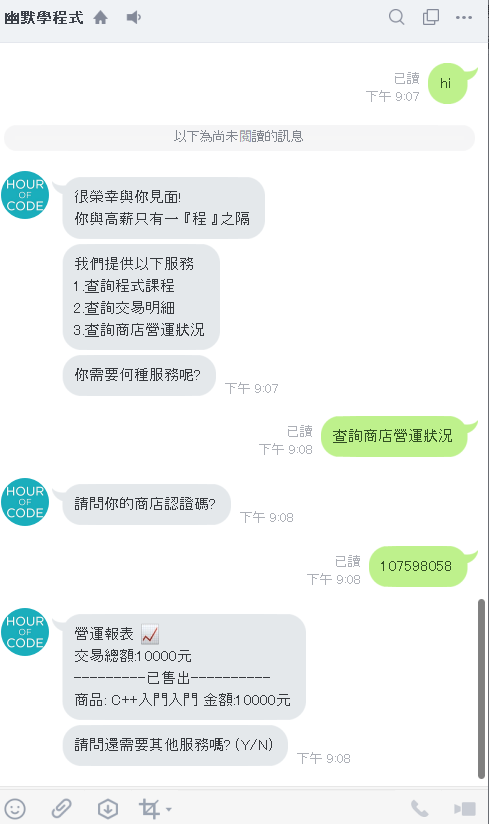 幽默學程式
已讀
下午 9:07
hi
以下為尚未閱讀的訊息
HOUR
OF
CODE
很榮幸與你見面!
你與高薪只有一『程』之隔
我們提供以下服務
1.查詢程式課程
2.查詢交易明細
3.查詢商店營運狀況
你需要何種服務呢?
下午 9:07
已讀
下午 9:08
查詢商店營運狀況
HOUR
OF
CODE
請問你的商店認證碼?
下午 9:08
已讀
下午 9:08
107598058
HOUR
OF
CODE
營運報表 📈
交易總額:10000元
---------已售出----------
商品: C++入門入門 金額:10000元
請問還需要其他服務嗎? (Y/N)
下午 9:08